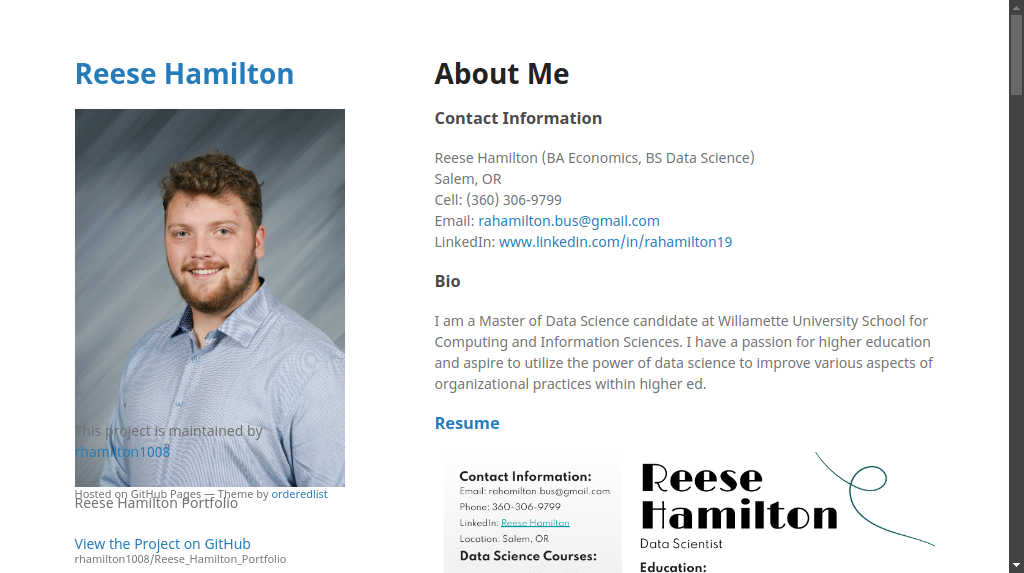 Reese Hamilton
This project is maintained by
rhamilton1008
Hosted on GitHub Pages — Theme by orderedlist
Reese Hamilton Portfolio
View the Project on GitHub
rhamilton1008/Reese_Hamilton_Portfolio
About Me
Contact Information
Reese Hamilton (BA Economics, BS Data Science)
Salem, OR
Cell: (360) 306-9799
Email: rahamilton.bus@gmail.com
LinkedIn: www.linkedin.com/in/rahamilton19
Bio
I am a Master of Data Science candidate at Willamette University School for
Computing and Information Sciences. I have a passion for higher education
and aspire to utilize the power of data science to improve various aspects of
organizational practices within higher ed.
Resume
Contact Information:
Email: rahamilton.bus@gmail.com
Phone: 360-306-9799
LinkedIn: Reese Hamilton
Location: Salem, OR
Data Science Courses:
Reese
Hamilton
Data Scientist
Education: